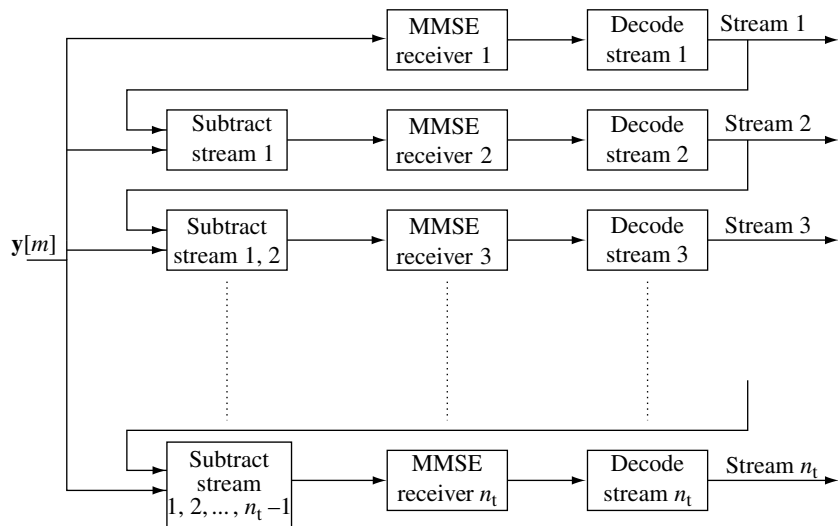 MMSE
receiver 1
Decode
stream 1
Stream 1
Subtract
stream 1
MMSE
receiver 2
Decode
stream 2
Stream 2
y[m]
Subtract
stream 1, 2
MMSE
receiver 3
Decode
stream 3
Stream 3
Subtract
stream
1, 2, ... , nt –1
MMSE
receiver nt
Decode
stream nt
Stream nt